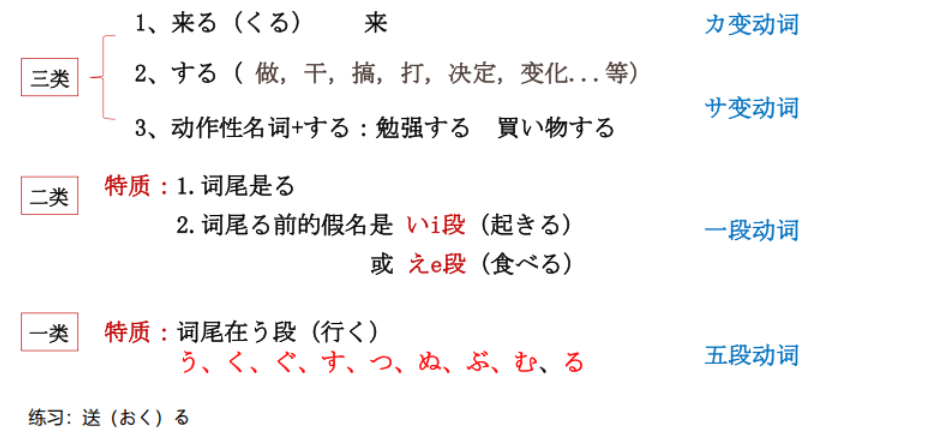 1、来る（くる） 来 カ变动词
三类 2、する（ 做，干，搞，打，决定，变化...等）
3、动作性名词+する：勉强する 買い物する サ变动词
二类 特质：1.词尾是る
2.词尾る前的假名是 いi段（起きる） 一段动词
或 えe段（食べる）
一类 特质：词尾在う段（行く）
う、く、ぐ、す、つ、ぬ、ぶ、む、る 五段动词
练习：送（おく）る